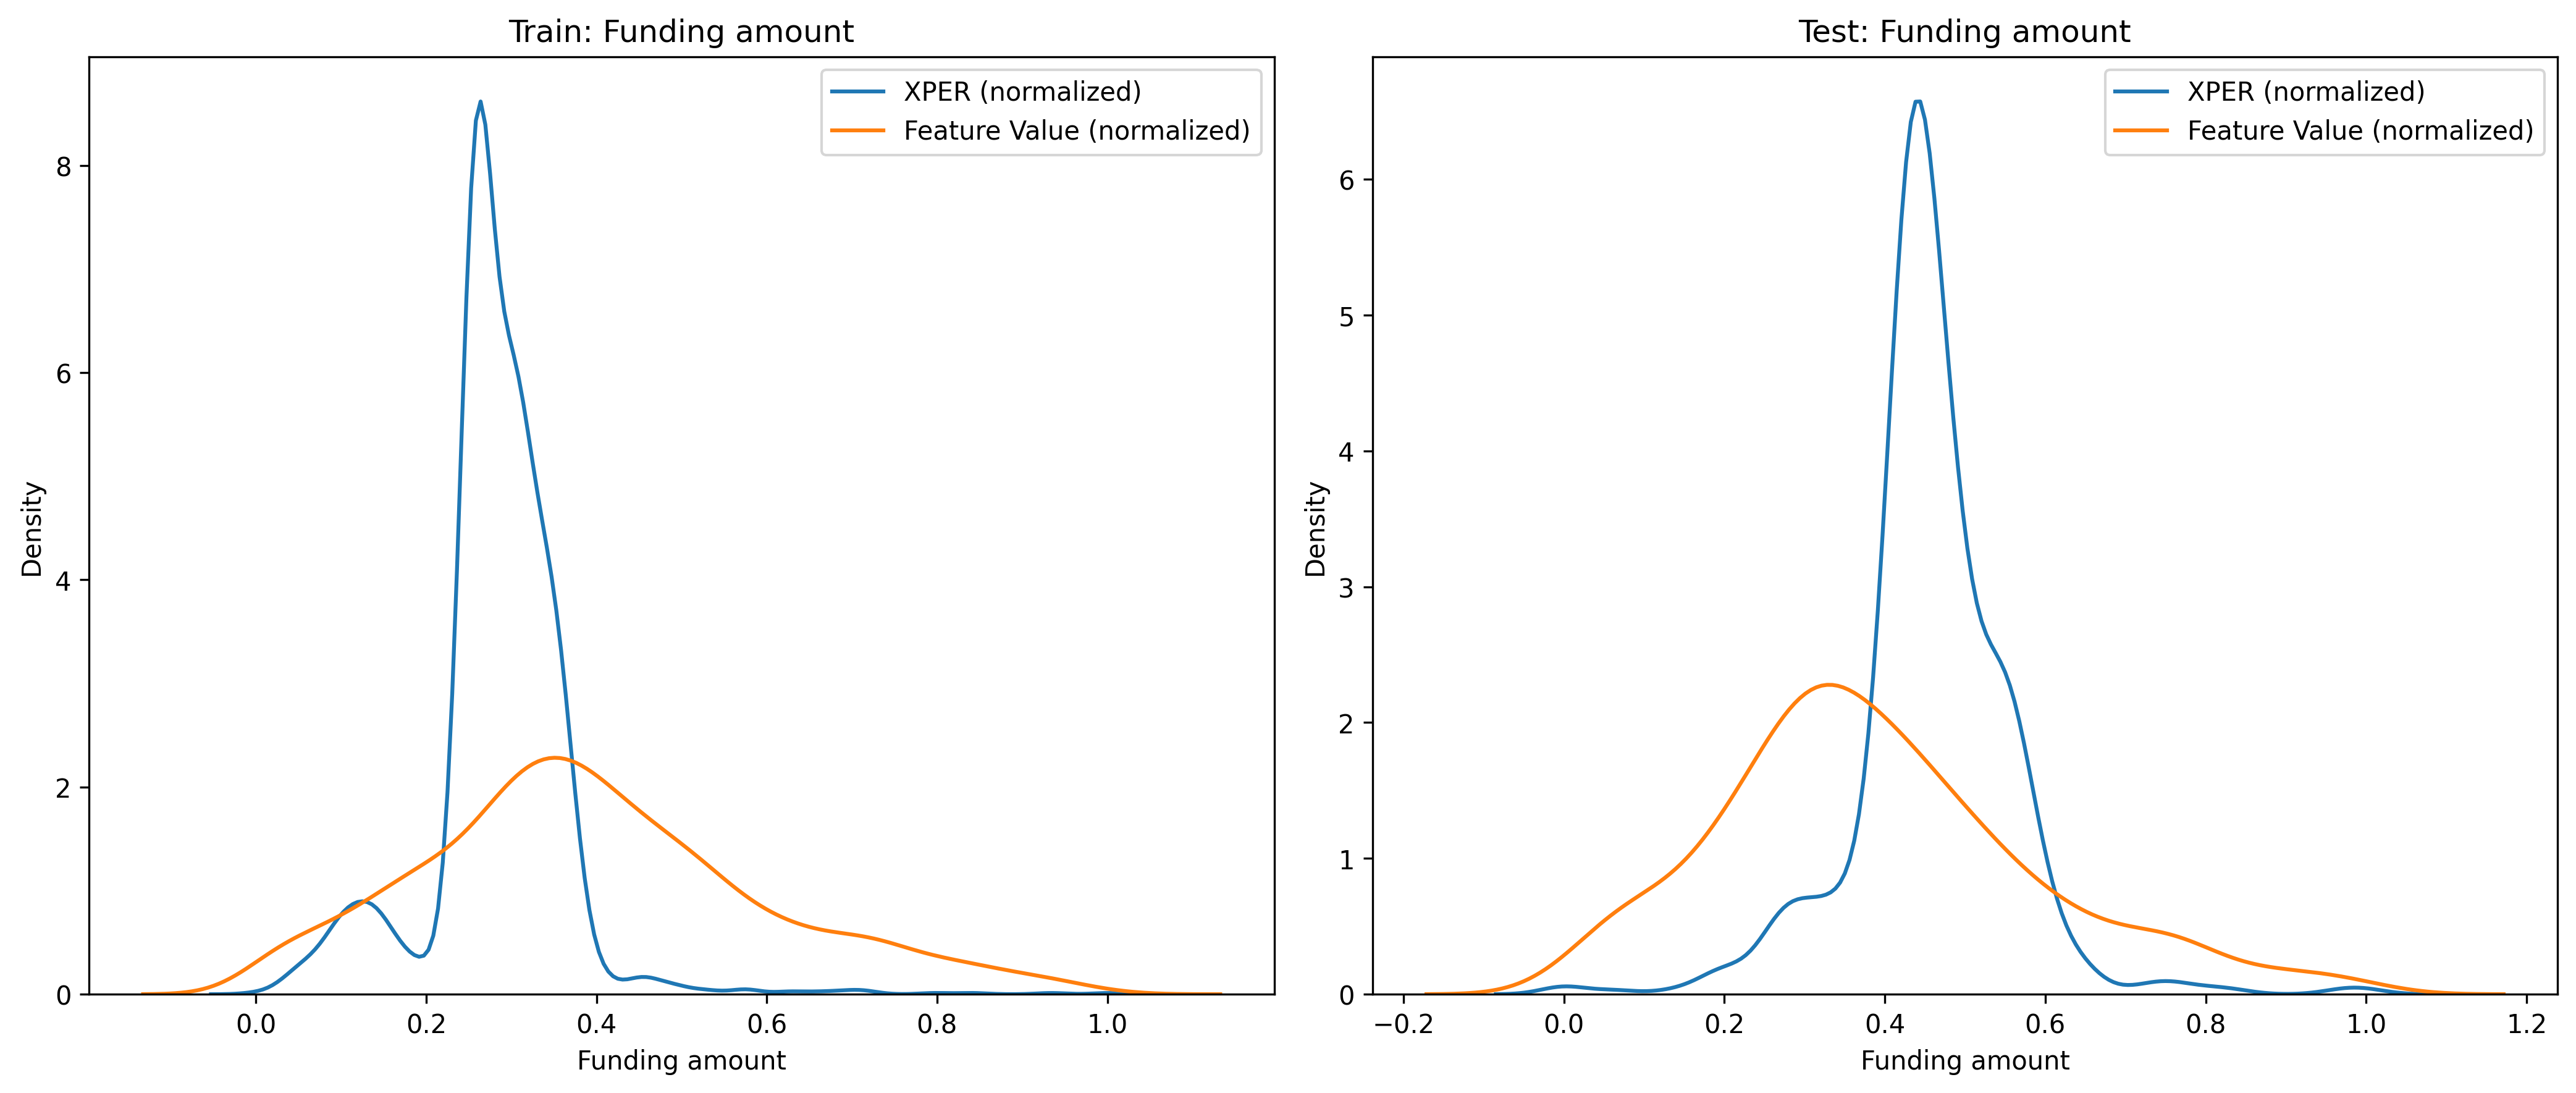 Train: Funding amount
XPER (normalized)
Feature Value (normalized)
Density
8
6
4
2
0
0.0 0.2 0.4 0.6 0.8 1.0
Funding amount
Test: Funding amount
XPER (normalized)
Feature Value (normalized)
Density
6
5
4
3
2
1
0
−0.2 0.0 0.2 0.4 0.6 0.8 1.0 1.2
Funding amount